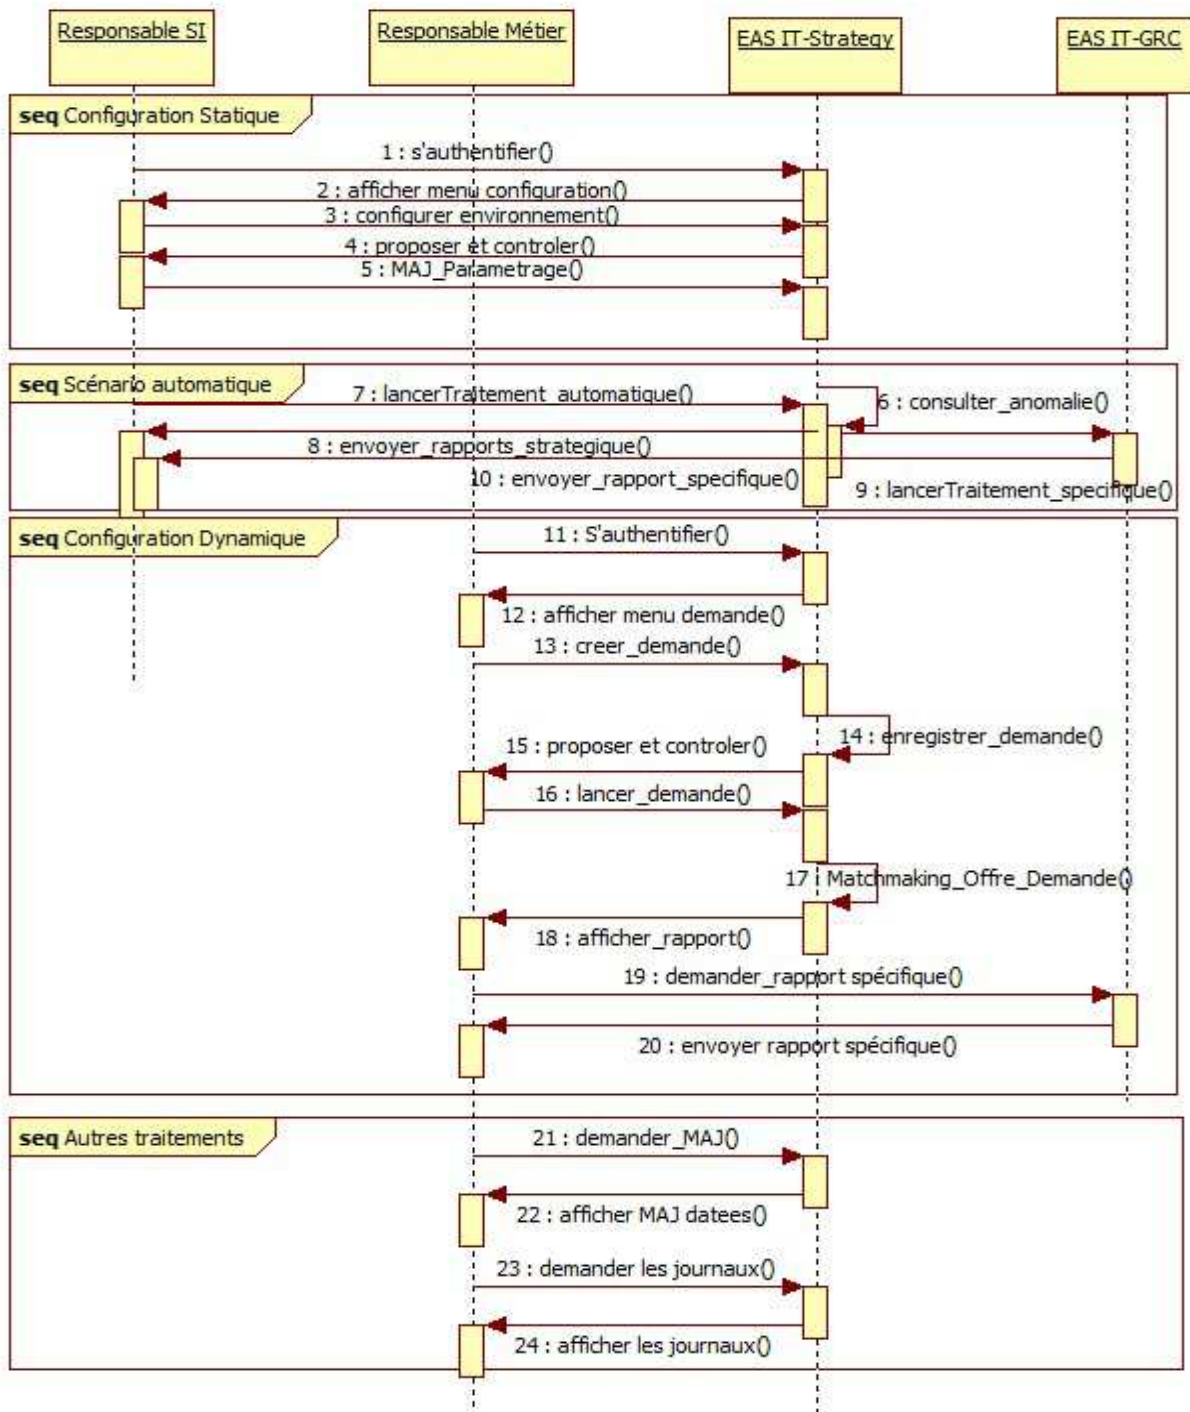 Responsable SI
Responsable Métier
EAS IT-Strategy
EAS IT-GRC
seq Configuration Statique
1 : s'authentifier()
2 : afficher menu configuration()
3 : configurer environnement()
4 : proposer et controler()
5 : MAJ_Parametrage()
seq Scénario automatique
7 : lancerTraitement_automatique()
6 : consulter_anomalie()
8 : envoyer_rapports_strategique()
10 : envoyer_rapport_specifique()
9 : lancerTraitement_specifique()
seq Configuration Dynamique
11 : S'authentifier()
12 : afficher menu demande()
13 : creer_demande()
14 : enregistrer_demande()
15 : proposer et controler()
16 : lancer_demande()
17 : Matchmaking_Offre_Demande()
18 : afficher_rapport()
19 : demander_rapport spécifique()
20 : envoyer rapport spécifique()
seq Autres traitements
21 : demander_MAJ()
22 : afficher MAJ datees()
23 : demander les journaux()
24 : afficher les journaux()